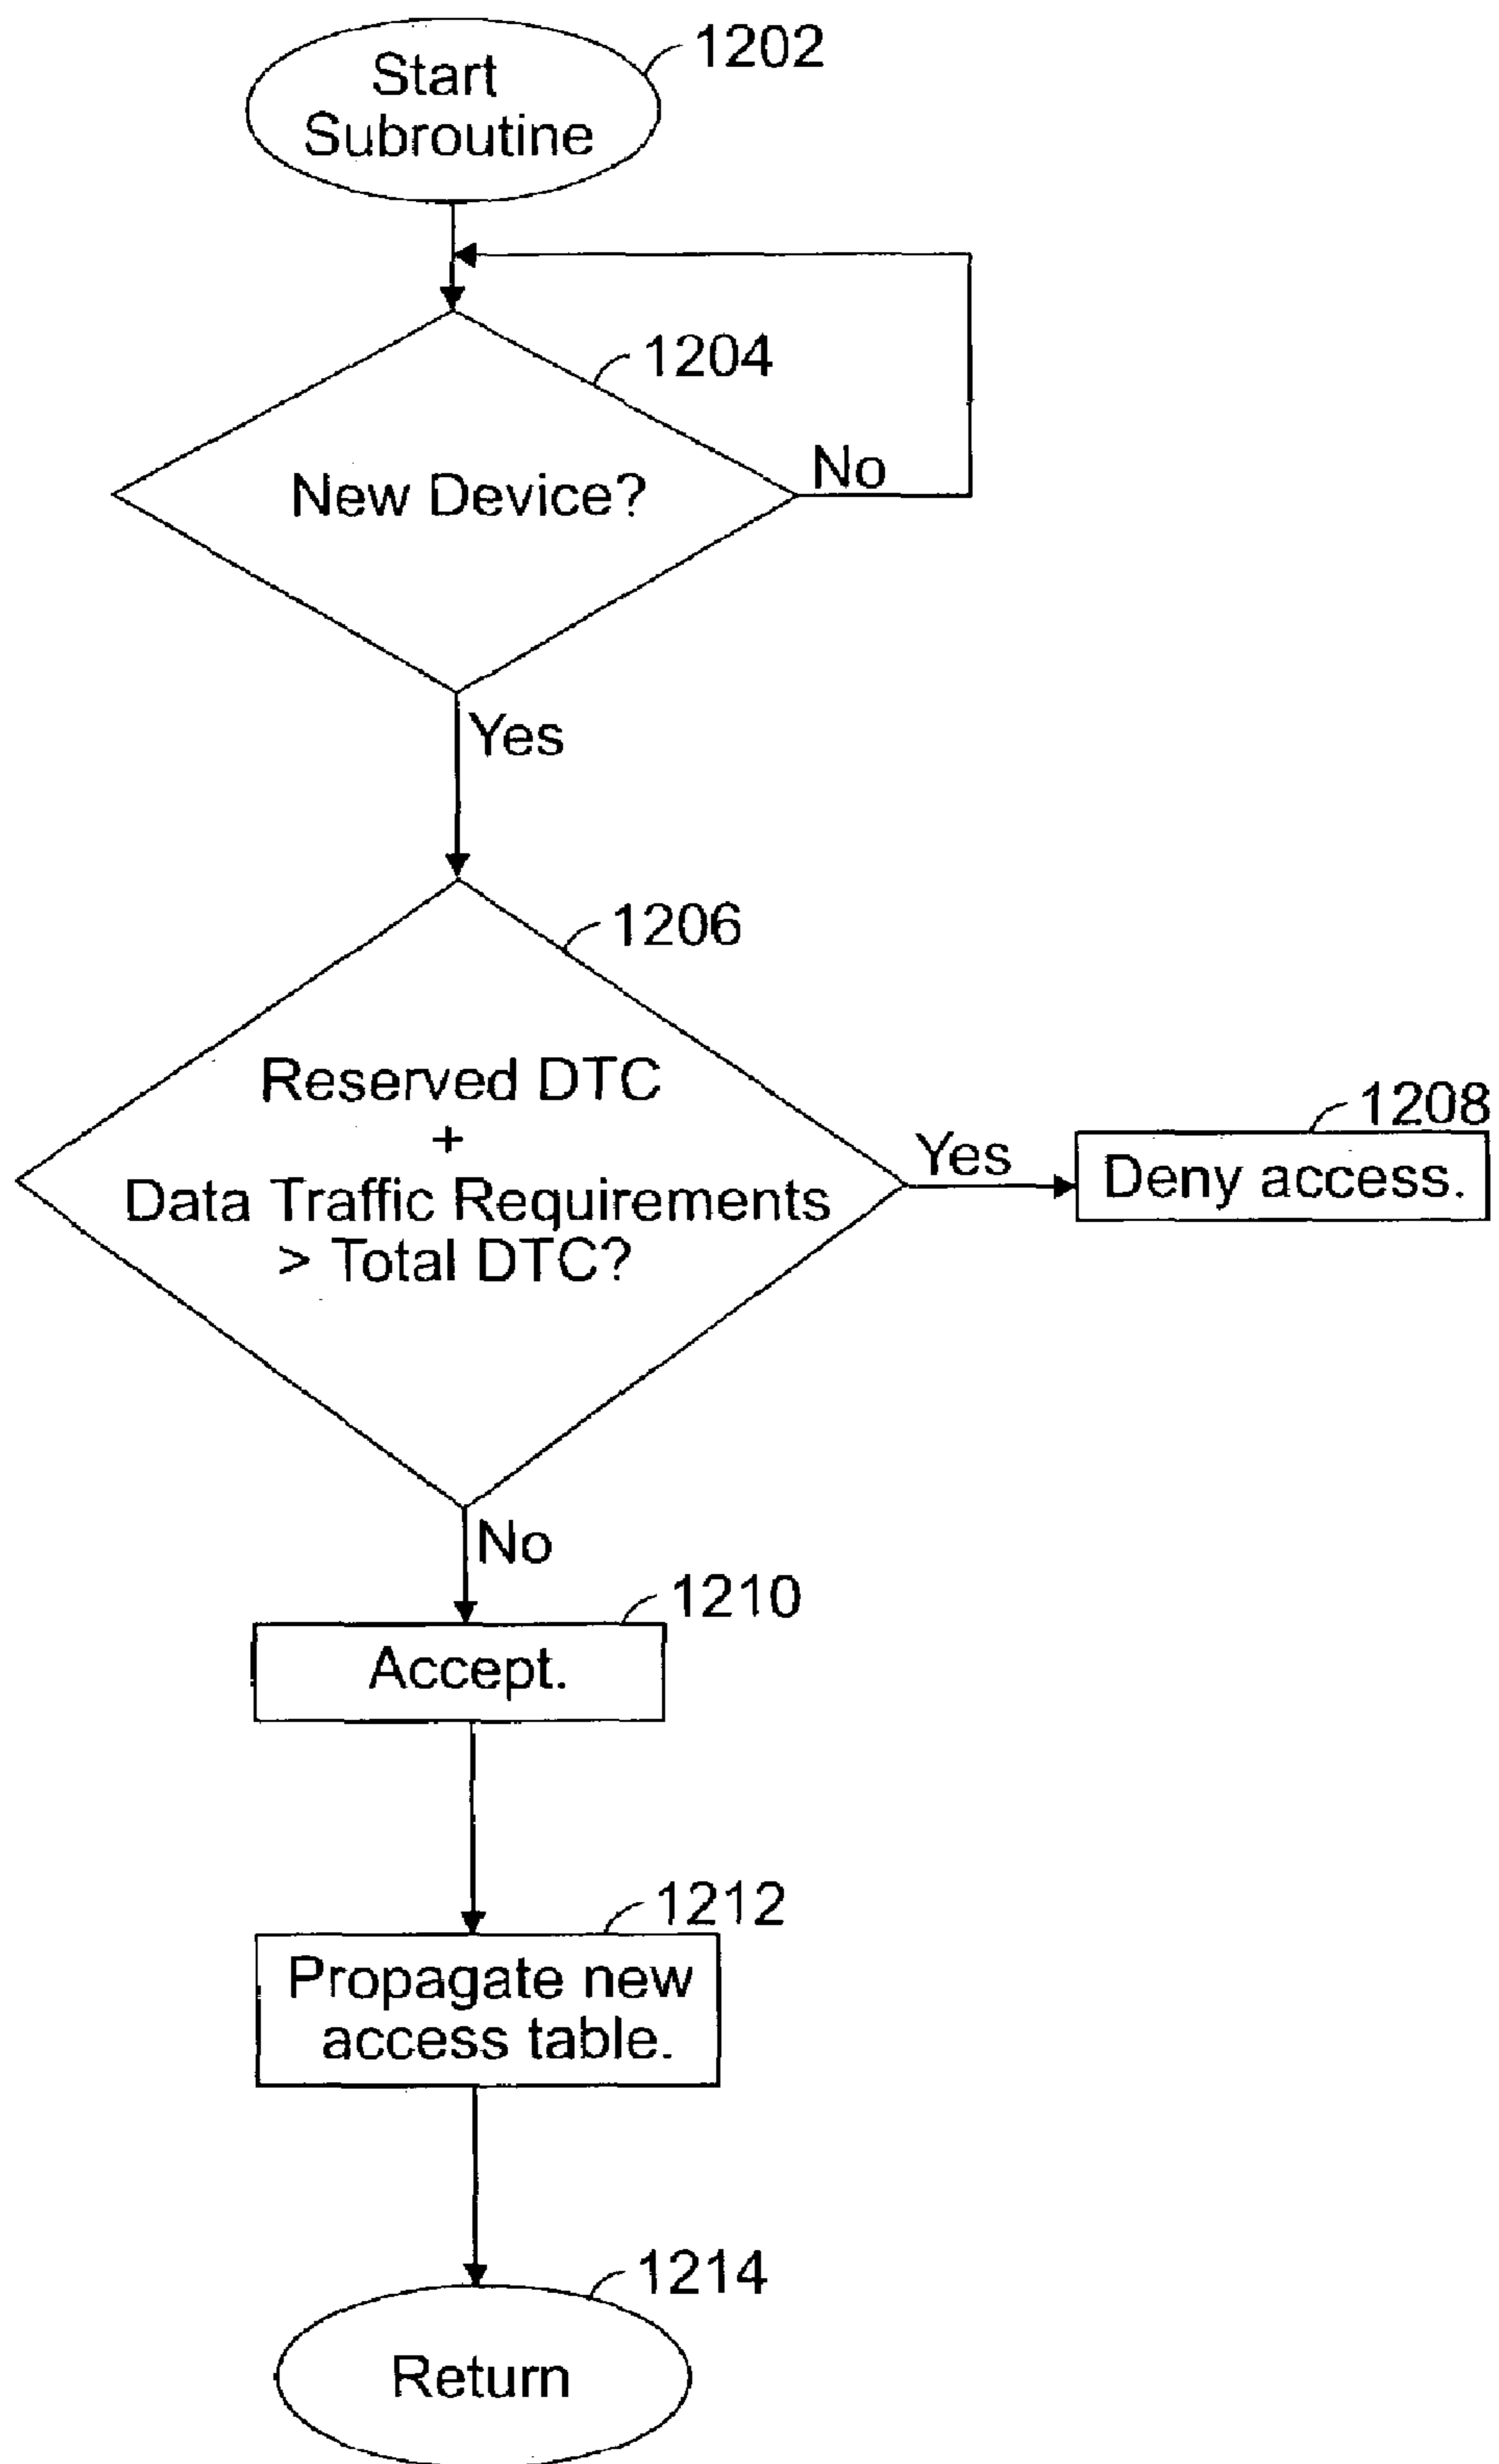 1202
Start
Subroutine
1204
New Device?
No
Yes
1206
Reserved DTC
+
Data Traffic Requirements
> Total DTC?
Yes
1208
Deny access.
No
1210
Accept.
1212
Propagate new
access table.
1214
Return